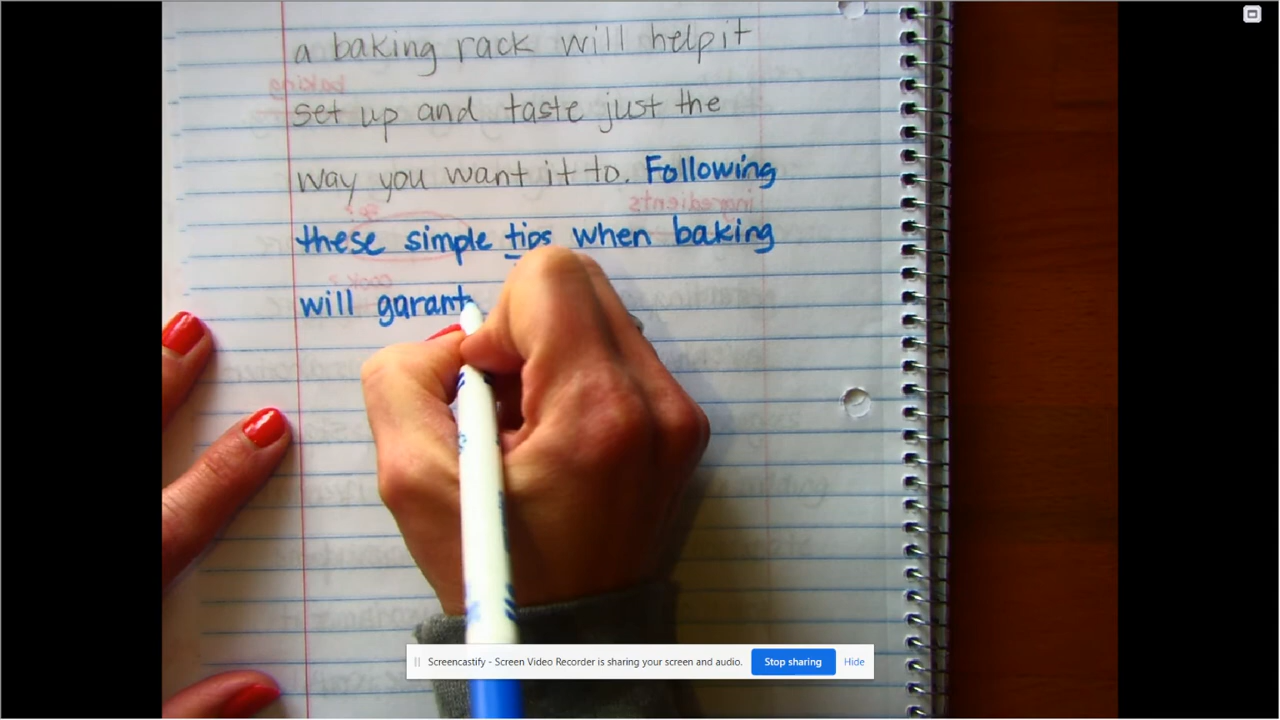 a baking rack will help it
set up and taste just the
way you want it to. Following
these simple tips when baking
will garant
baking
ingredients
sp?
cook?
Screencastify - Screen Video Recorder is sharing your screen and audio.
Stop sharing
Hide